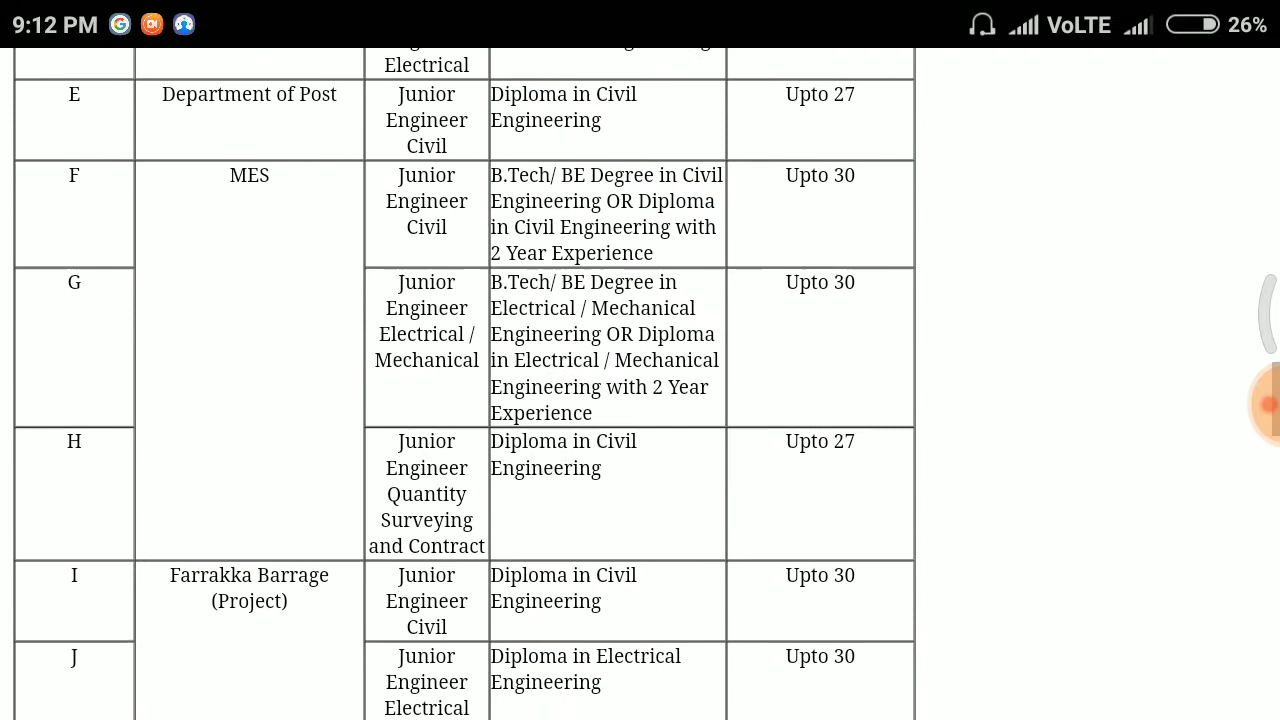 9:12 PM
VoLTE
26%
Electrical
E
Department of Post
Junior
Engineer
Civil
Diploma in Civil
Engineering
Upto 27
F
MES
Junior
Engineer
Civil
B.Tech/ BE Degree in Civil
Engineering OR Diploma
in Civil Engineering with
2 Year Experience
Upto 30
G
Junior
Engineer
Electrical /
Mechanical
B.Tech/ BE Degree in
Electrical / Mechanical
Engineering OR Diploma
in Electrical / Mechanical
Engineering with 2 Year
Experience
Upto 30
H
Junior
Engineer
Quantity
Surveying
and Contract
Diploma in Civil
Engineering
Upto 27
I
Farrakka Barrage
(Project)
Junior
Engineer
Civil
Diploma in Civil
Engineering
Upto 30
J
Junior
Engineer
Electrical
Diploma in Electrical
Engineering
Upto 30